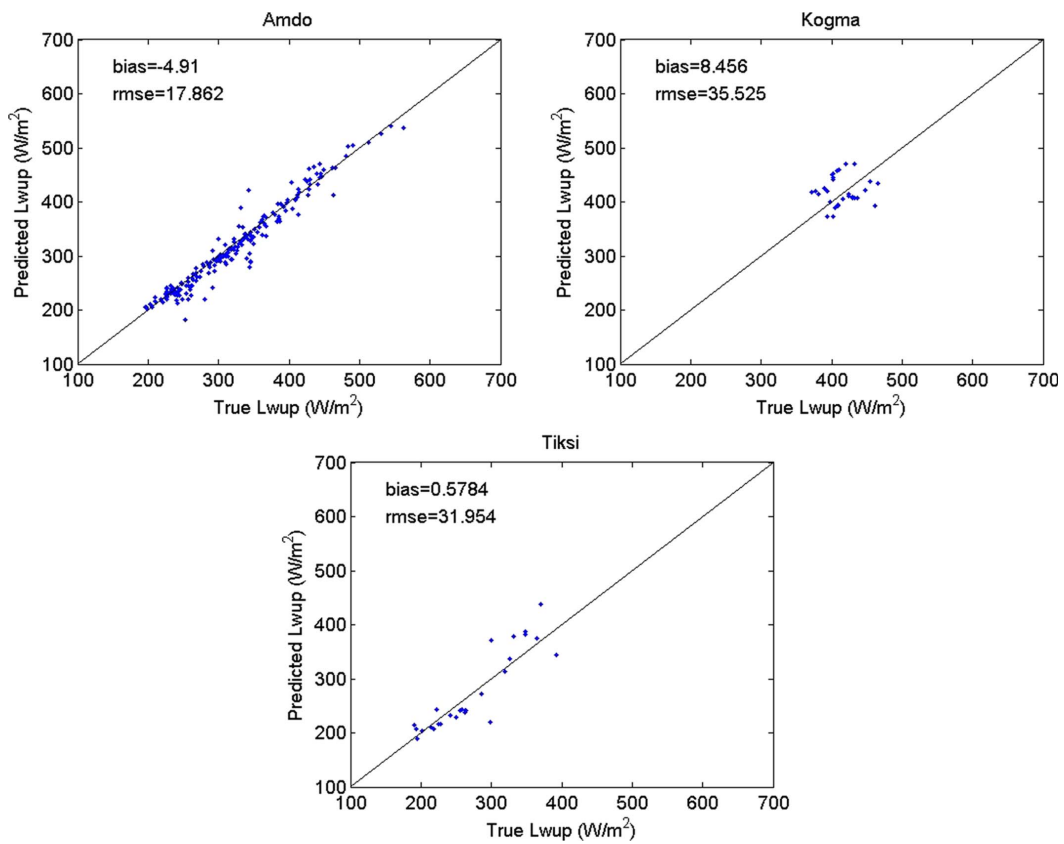 Amdo
bias=-4.91
rmse=17.862
700
600
500
400
300
200
100
Predicted Lwup (W/m²)
100 200 300 400 500 600 700
True Lwup (W/m²)
Kogma
bias=8.456
rmse=35.525
700
600
500
400
300
200
100
Predicted Lwup (W/m²)
100 200 300 400 500 600 700
True Lwup (W/m²)
Tiksi
bias=0.5784
rmse=31.954
700
600
500
400
300
200
100
Predicted Lwup (W/m²)
100 200 300 400 500 600 700
True Lwup (W/m²)